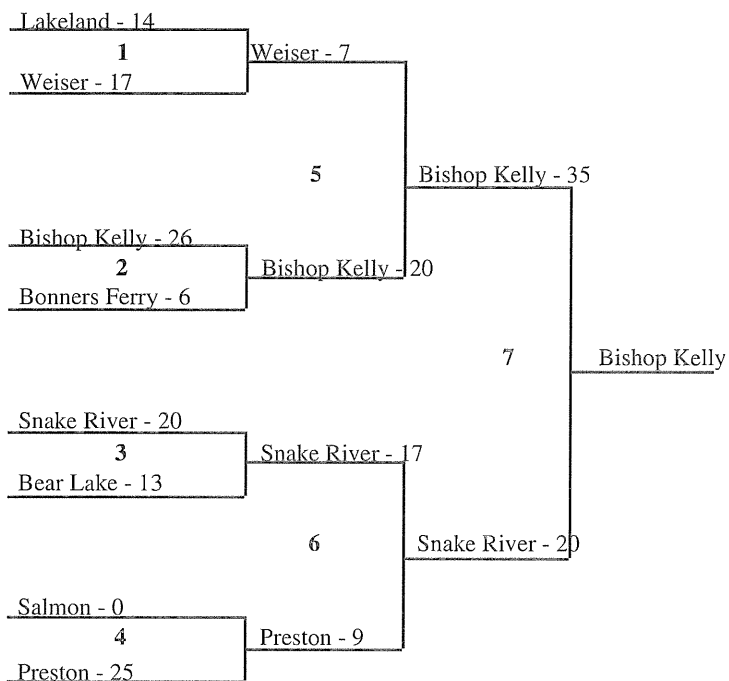 Lakeland - 14
1
Weiser - 7
Weiser - 17
5
Bishop Kelly - 35
Bishop Kelly - 26
2
Bishop Kelly - 20
Bonners Ferry - 6
7
Bishop Kelly
Snake River - 20
3
Snake River - 17
Bear Lake - 13
6
Snake River - 20
Salmon - 0
4
Preston - 9
Preston - 25